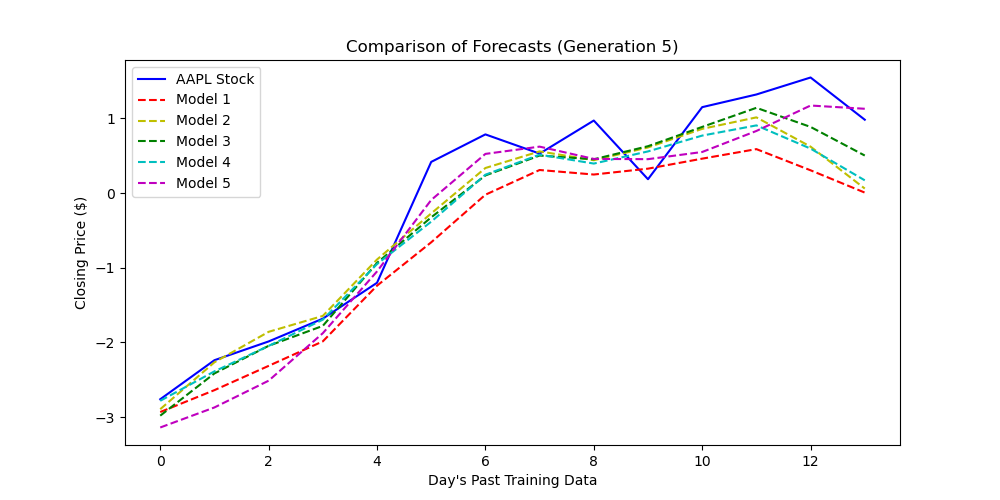 Comparison of Forecasts (Generation 5)
AAPL Stock
Model 1
Model 2
Model 3
Model 4
Model 5
Closing Price ($)
1
0
−1
−2
−3
0 2 4 6 8 10 12
Day's Past Training Data